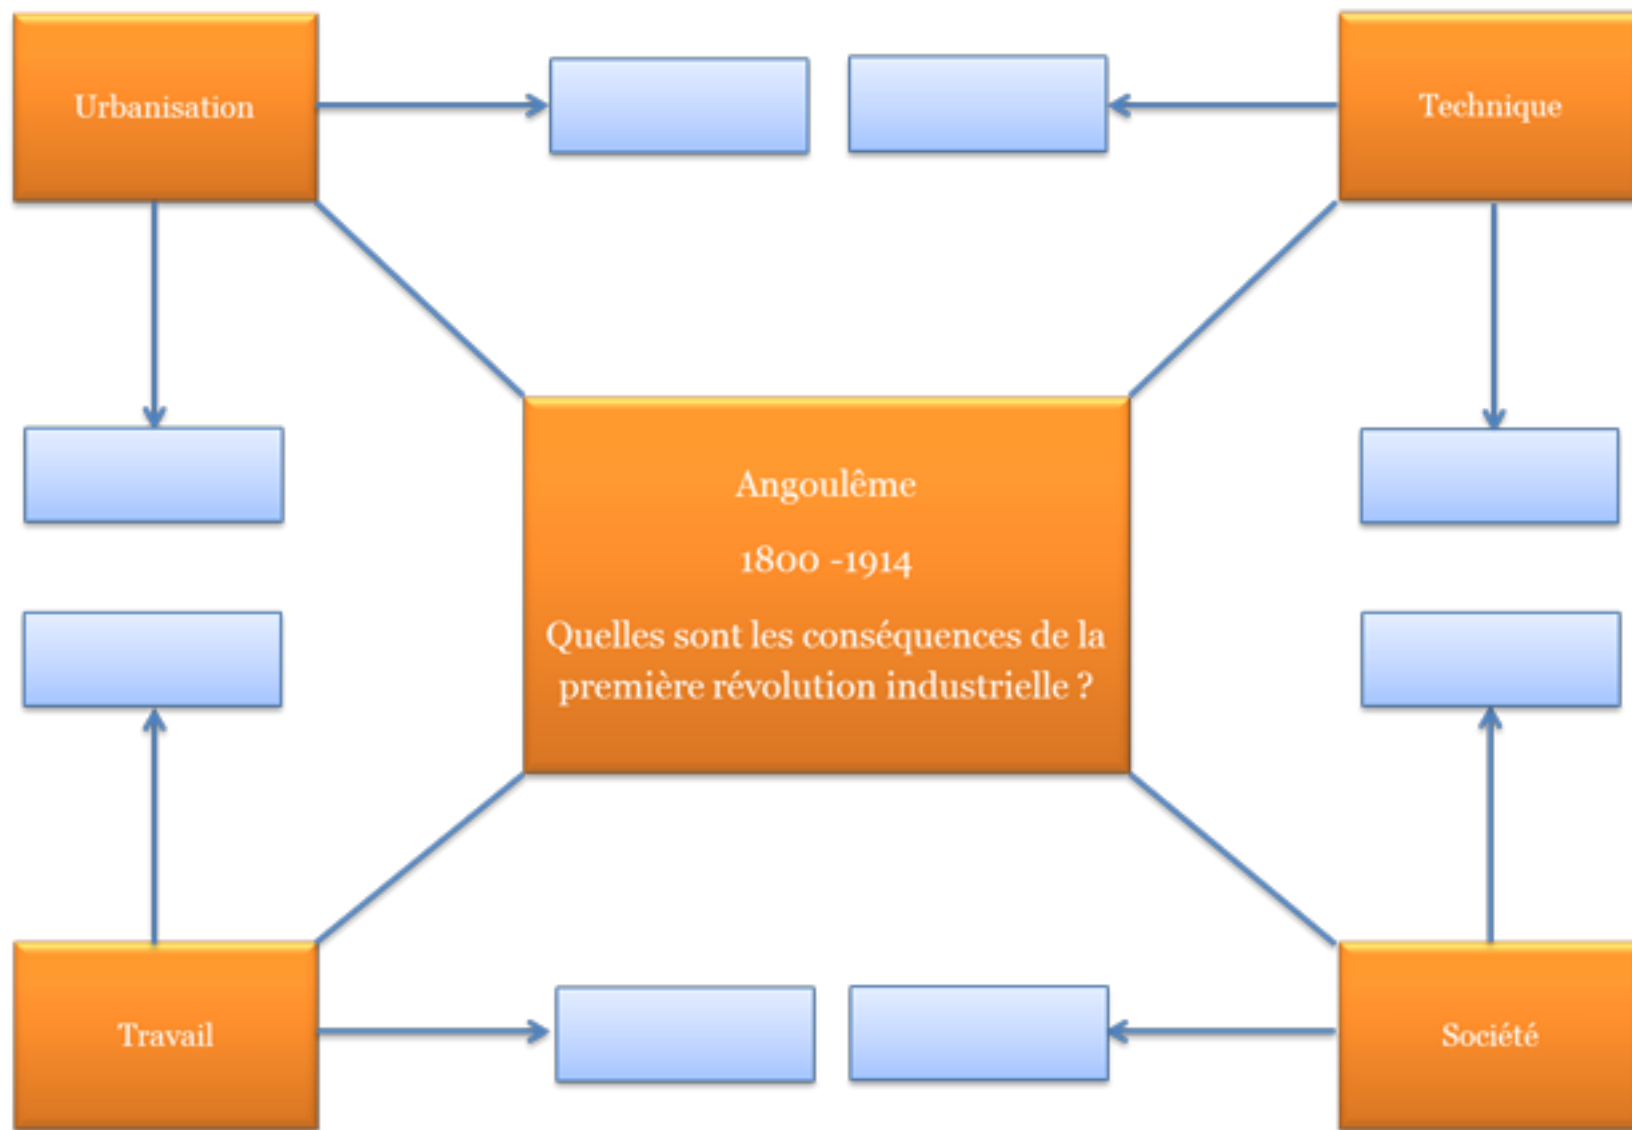 Urbanisation
Technique
Angoulême
1800 -1914
Quelles sont les conséquences de la
première révolution industrielle ?
Travail
Société